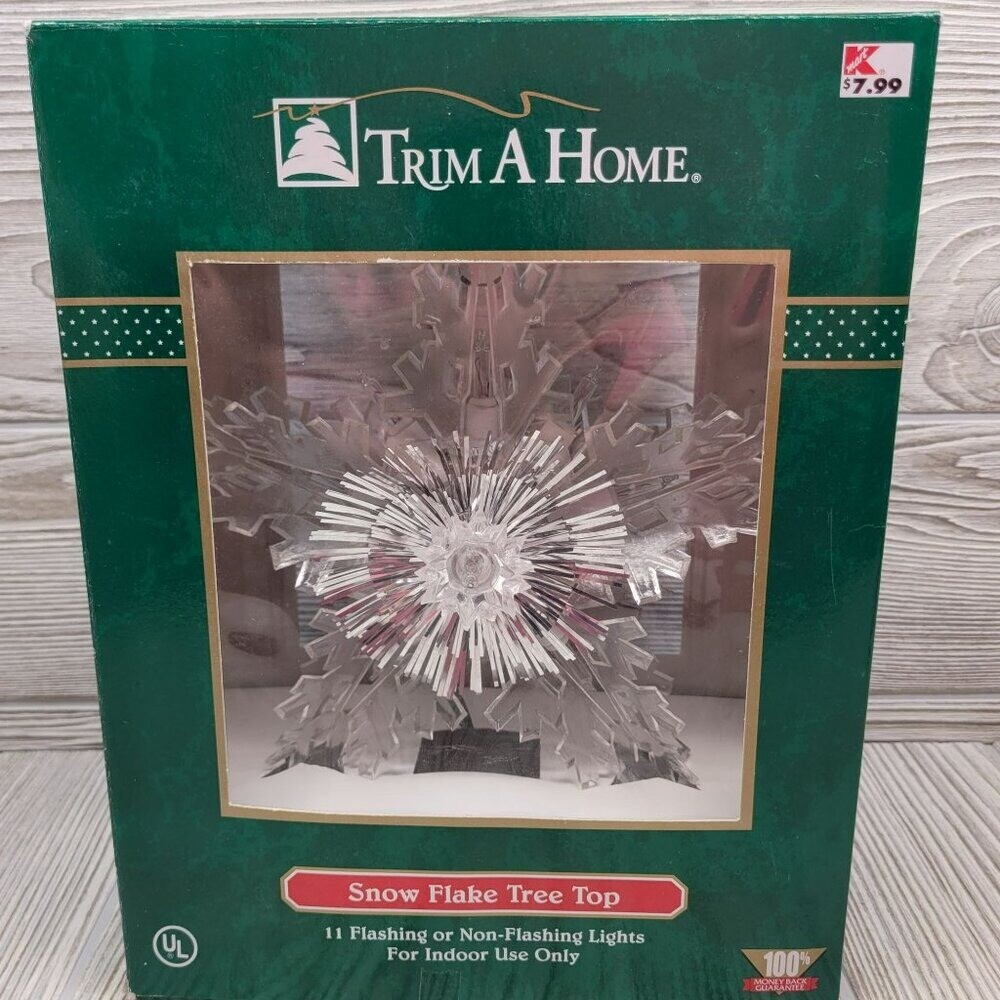 Kmart®
$7.99
TRIM A HOME®
Snow Flake Tree Top
11 Flashing or Non-Flashing Lights
For Indoor Use Only
UL
100%
MONEY BACK
GUARANTEE